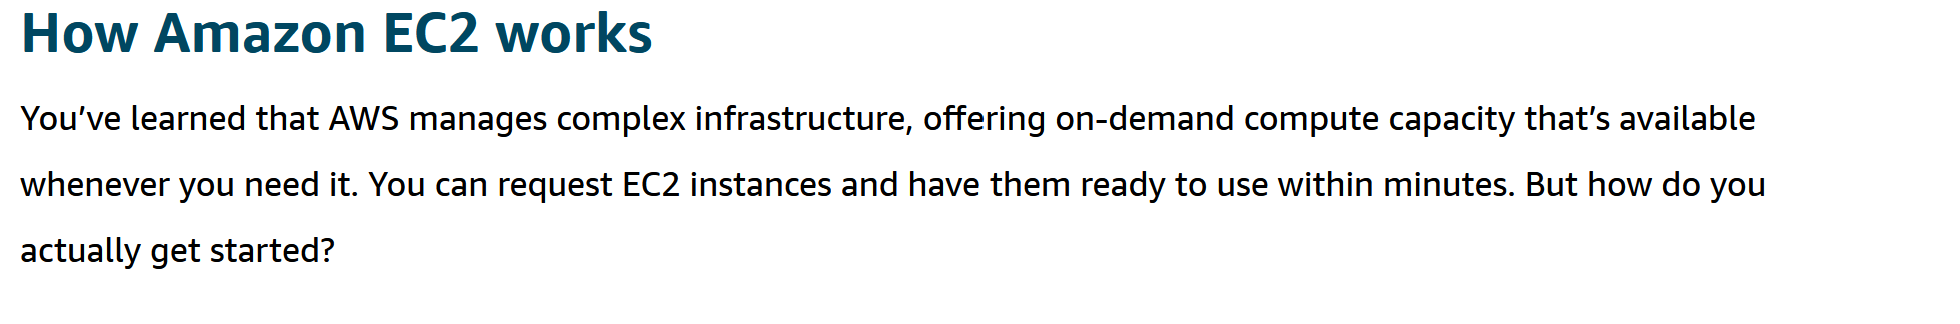 How Amazon EC2 works
You’ve learned that AWS manages complex infrastructure, offering on-demand compute capacity that’s available
whenever you need it. You can request EC2 instances and have them ready to use within minutes. But how do you
actually get started?